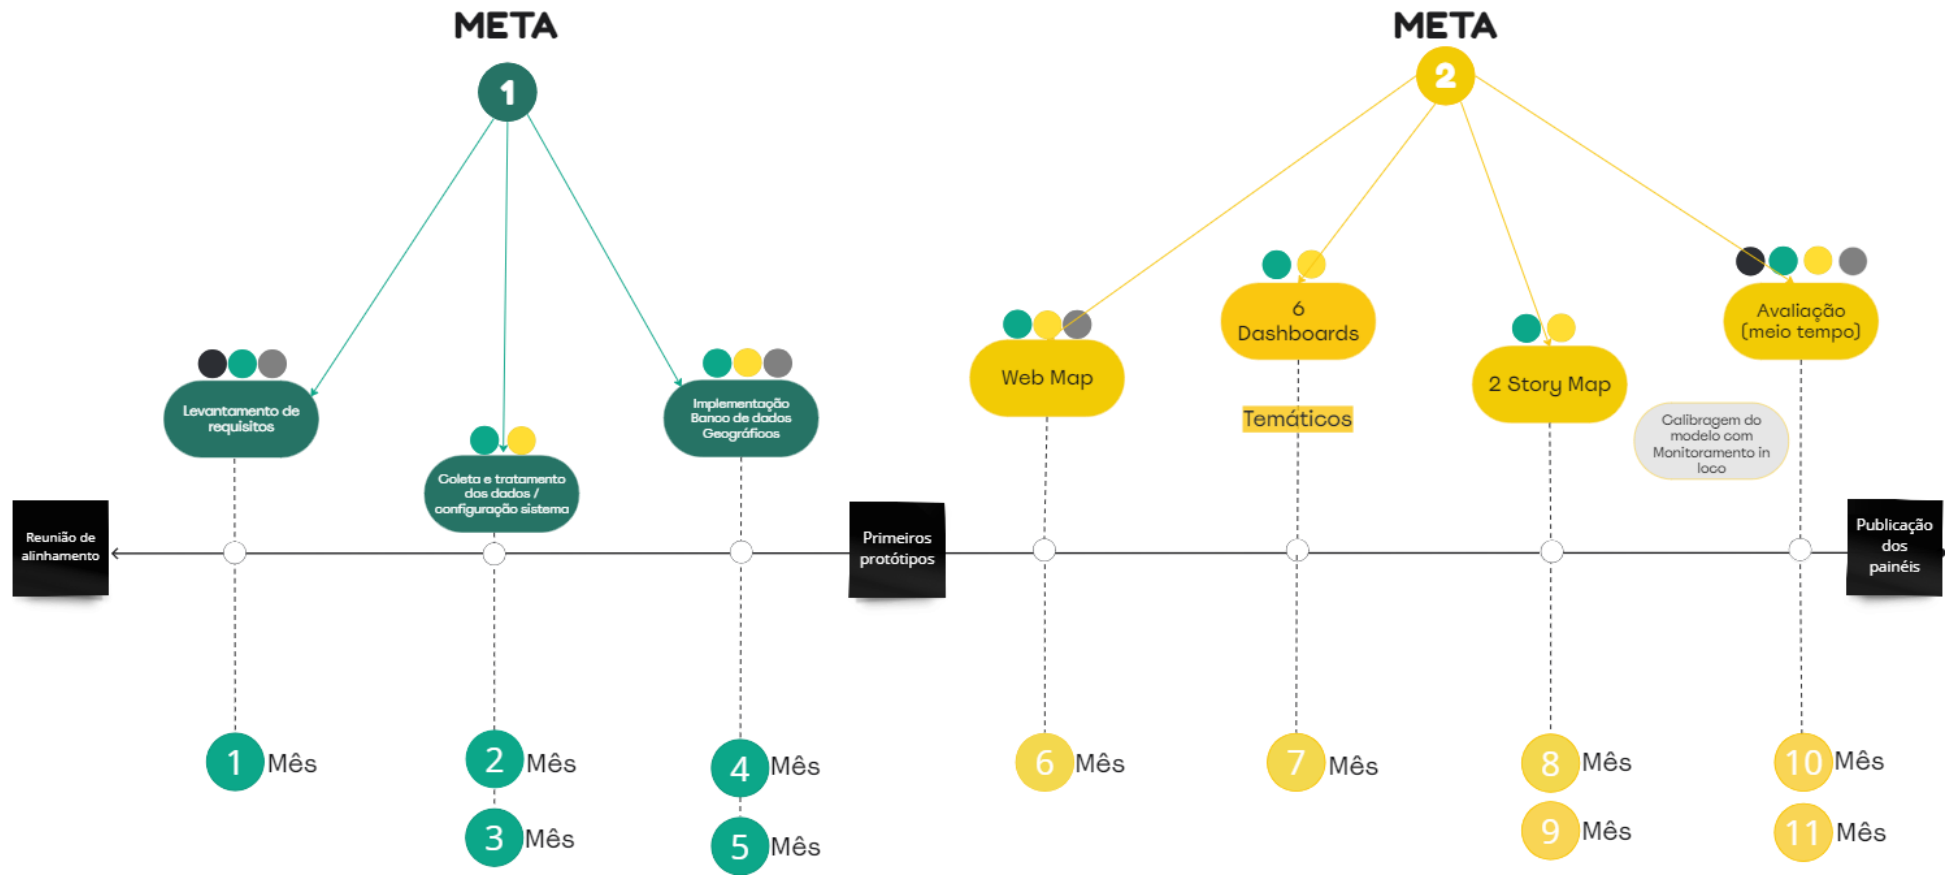 META
1
META
2
Levantamento de
requisitos
Coleta e tratamento
dos dados /
configuração sistema
Implementação
Banco de dados
Geográficos
Web Map
6
Dashboards
Temáticos
2 Story Map
Avaliação
(meio tempo)
Calibragem do
modelo com
Monitoramento in
loco
Reunião de
alinhamento
Primeiros
protótipos
Publicação
dos
painéis
1 Mês
2 Mês
3 Mês
4 Mês
5 Mês
6 Mês
7 Mês
8 Mês
9 Mês
10 Mês
11 Mês